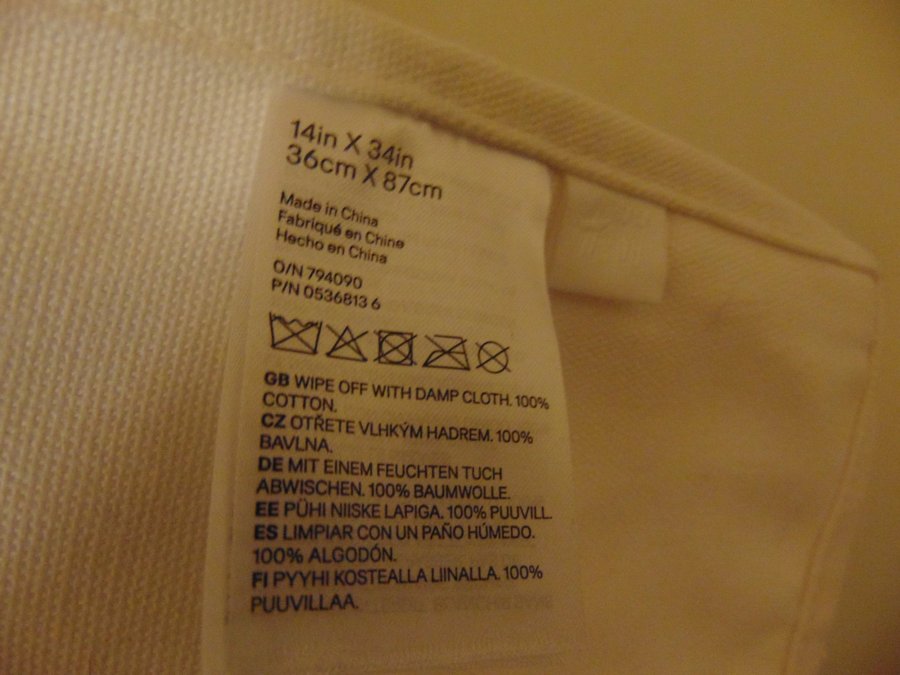 14in X 34in
36cm X 87cm
Made in China
Fabriqué en Chine
Hecho en China
O/N 794090
P/N 0536813 6
GB WIPE OFF WITH DAMP CLOTH. 100%
COTTON.
CZ OTŘETE VLHKÝM HADREM. 100%
BAVLNA.
DE MIT EINEM FEUCHTEN TUCH
ABWISCHEN. 100% BAUMWOLLE.
EE PÜHI NIISKE LAPIGA. 100% PUUVILL.
ES LIMPIAR CON UN PAÑO HÚMEDO.
100% ALGODÓN.
FI PYYHI KOSTEALLA LIINALLA. 100%
PUUVILLAA.